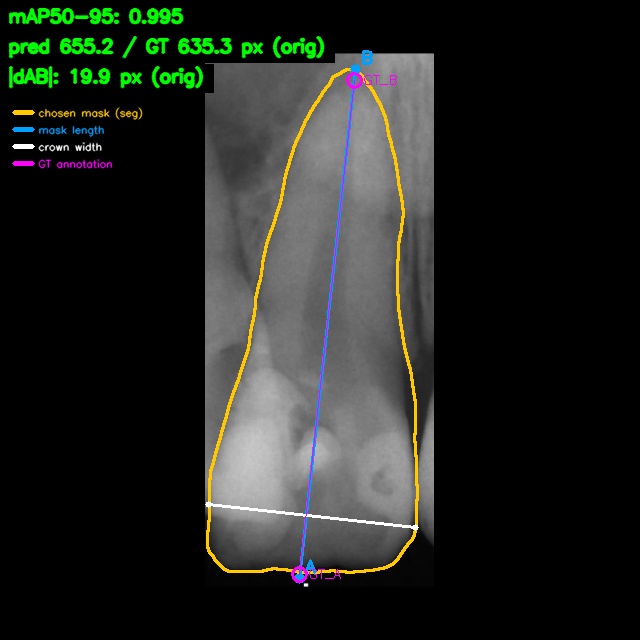 mAP50-95: 0.995
pred 655.2 / GT 635.3 px (orig)
|dAB|: 19.9 px (orig)
chosen mask (seg)
mask length
crown width
GT annotation
B
GT_B
A
GT_A